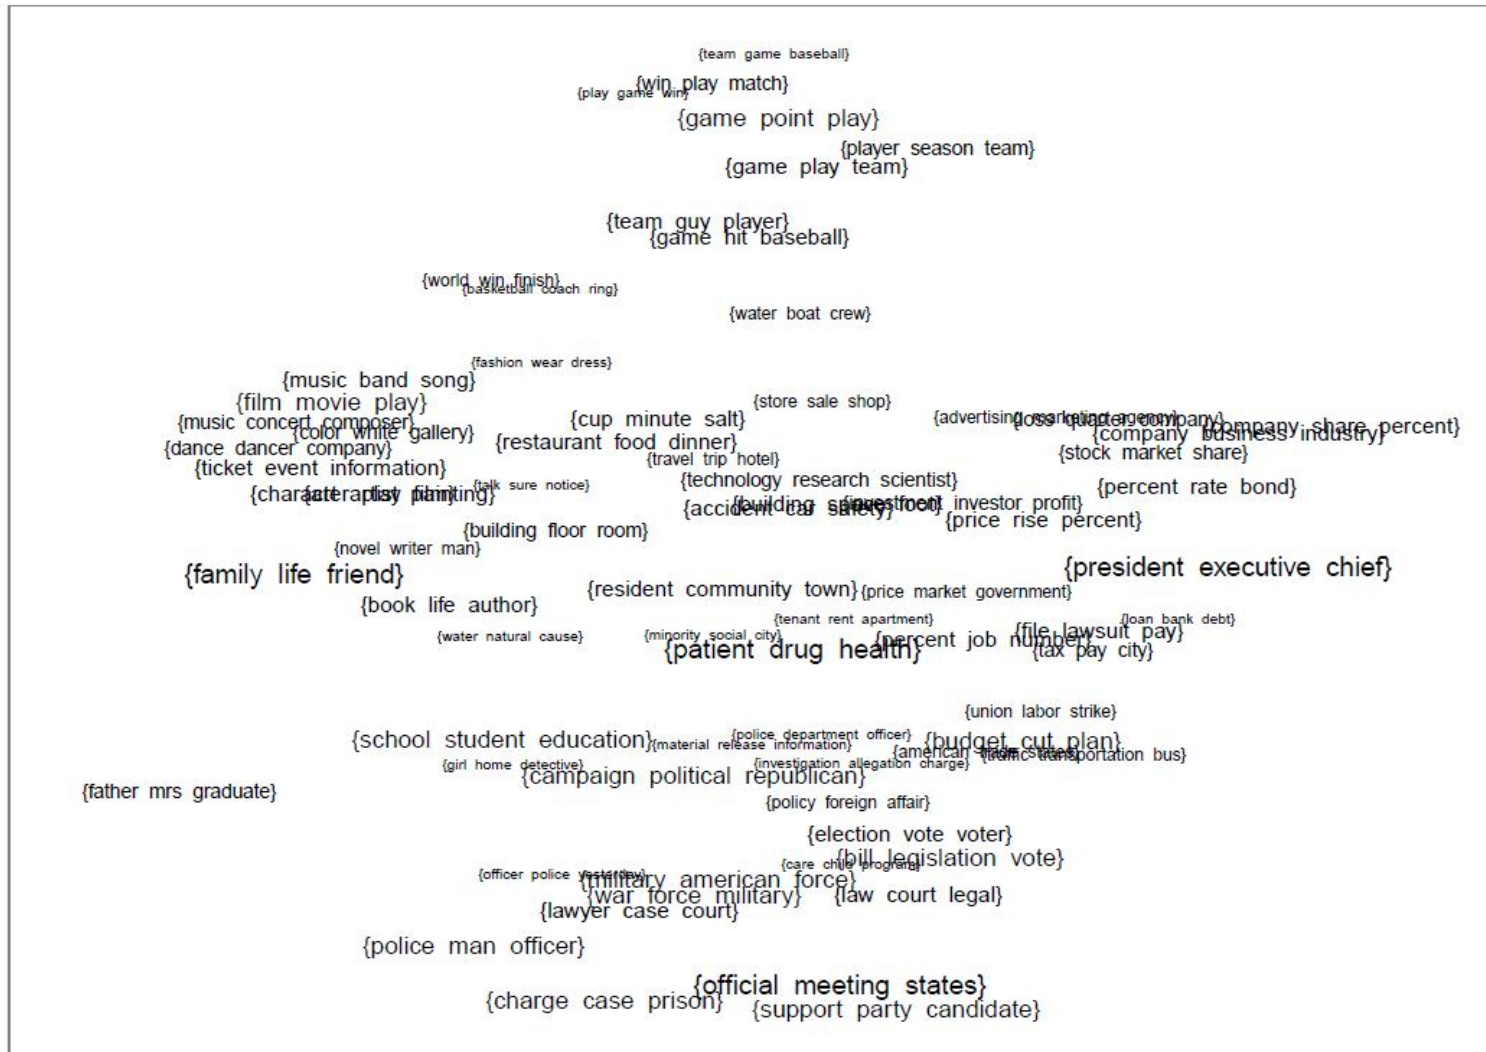 {team game baseball}
{win play match}
{play game win}
{game point play}
{player season team}
{game play team}
{team guy player}
{game hit baseball}
{world win finish}
{basketball coach ring}
{water boat crew}
{fashion wear dress}
{music band song}
{film movie play}
{store sale shop}
{music concert composer}
{cup minute salt}
{advertising marketing agency}
{loss quarter company}
{company share percent}
{color white gallery}
{company business industry}
{dance dancer company}
{restaurant food dinner}
{stock market share}
{travel trip hotel}
{ticket event information}
{technology research scientist}
{talk sure notice}
{percent rate bond}
{character play film}
{art artist painting}
{building space foot}
{investment investor profit}
{accident car safety}
{price rise percent}
{building floor room}
{novel writer man}
{president executive chief}
{family life friend}
{resident community town}
{price market government}
{book life author}
{tenant rent apartment}
{loan bank debt}
{file lawsuit pay}
{water natural cause}
{minority social city}
{percent job number}
{patient drug health}
{tax pay city}
{union labor strike}
{police department officer}
{school student education}
{material release information}
{budget cut plan}
{american trade states}
{traffic transportation bus}
{girl home detective}
{investigation allegation charge}
{campaign political republican}
{father mrs graduate}
{policy foreign affair}
{election vote voter}
{bill legislation vote}
{care child program}
{officer police yesterday}
{military american force}
{war force military}
{law court legal}
{lawyer case court}
{police man officer}
{official meeting states}
{charge case prison}
{support party candidate}